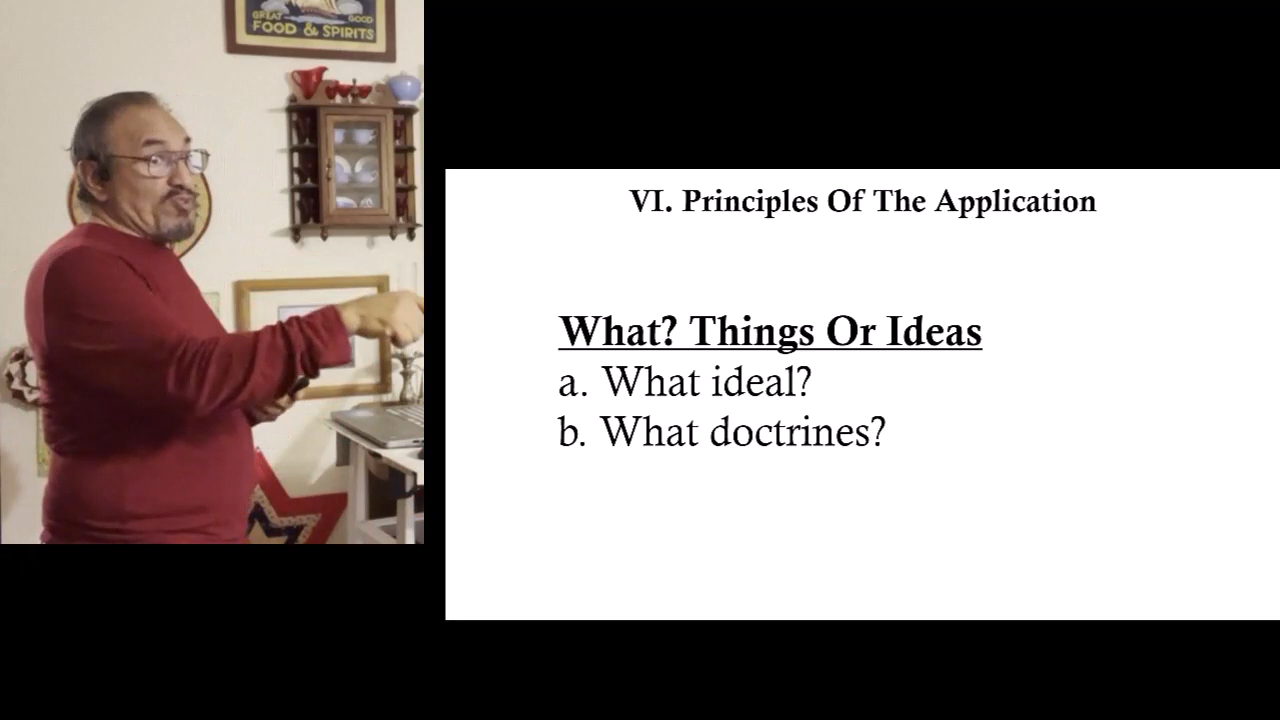 GREAT GOOD
FOOD & SPIRITS
VI. Principles Of The Application
What? Things Or Ideas
a. What ideal?
b. What doctrines?